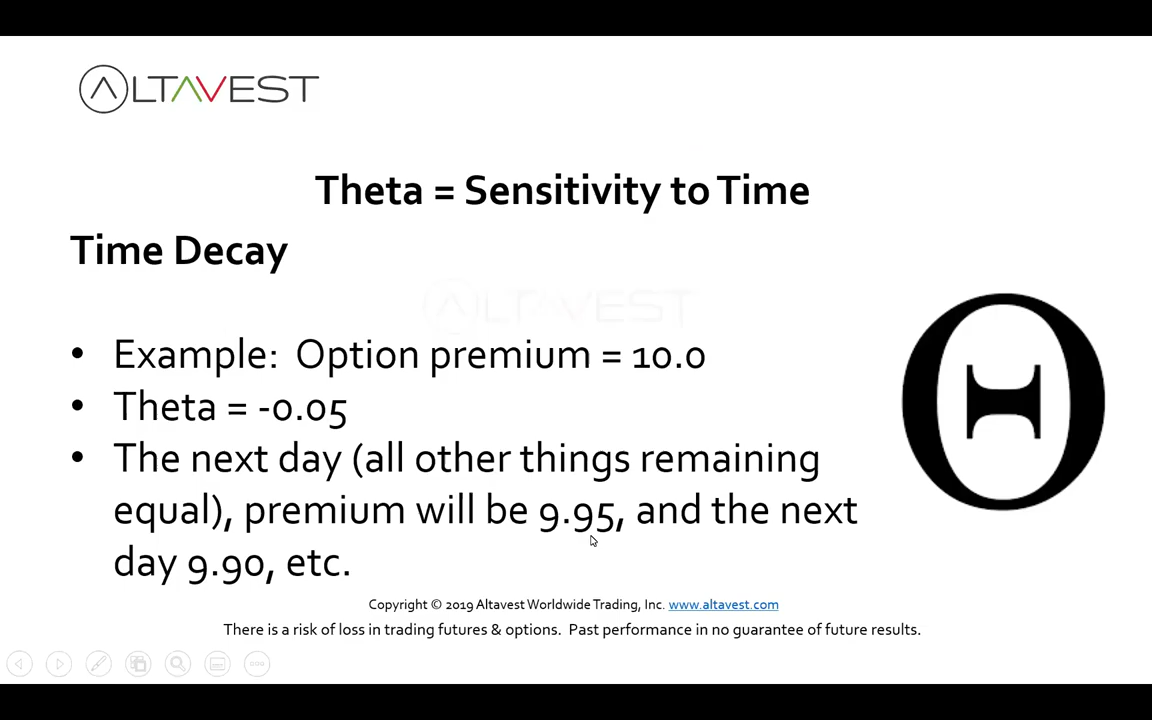 ALTAVEST
Theta = Sensitivity to Time
Time Decay
ALTAVEST
• Example:  Option premium = 10.0
• Theta = -0.05
• The next day (all other things remaining
equal), premium will be 9.95, and the next
day 9.90, etc.
Θ
Copyright © 2019 Altavest Worldwide Trading, Inc. www.altavest.com
There is a risk of loss in trading futures & options.  Past performance in no guarantee of future results.